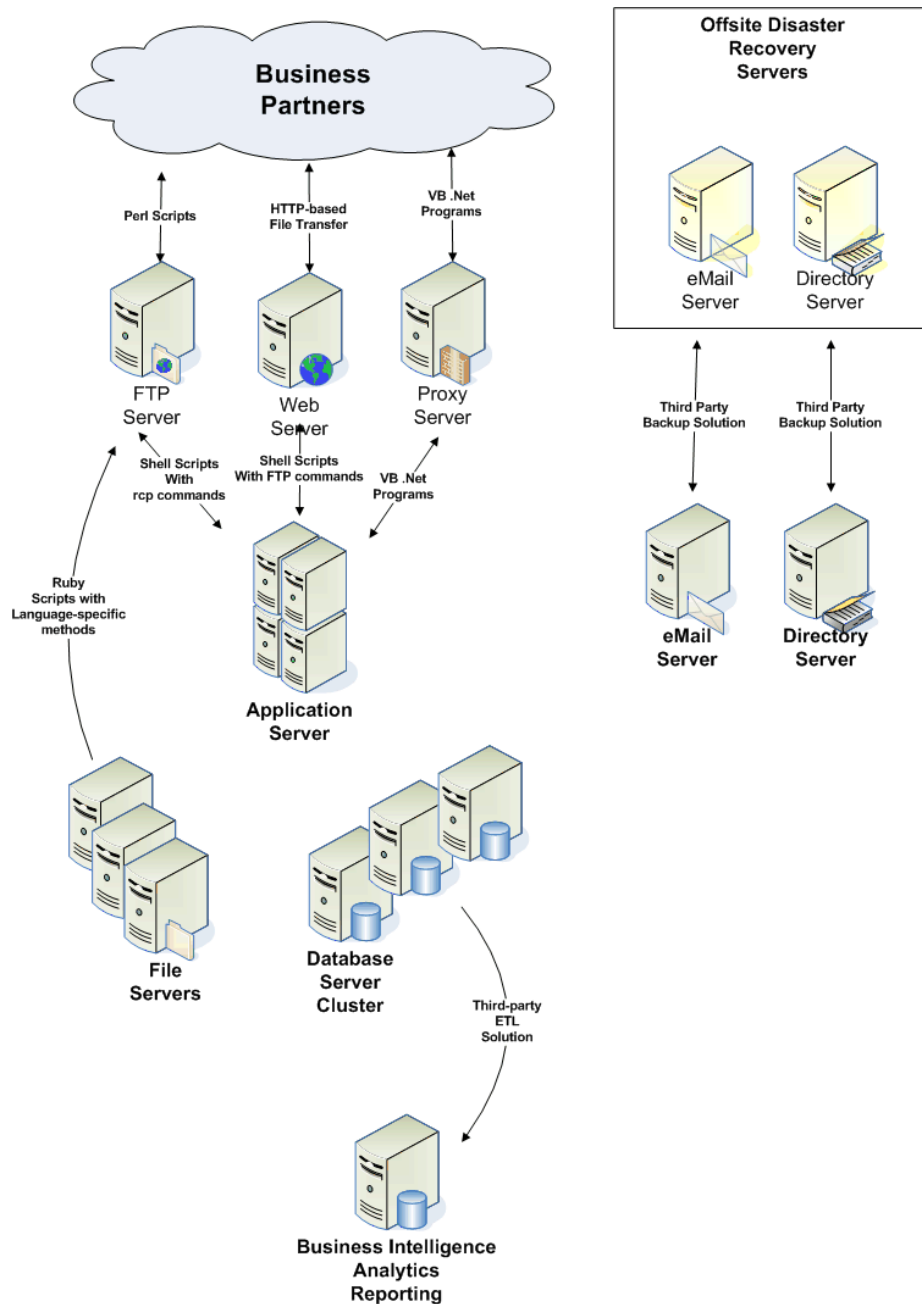 Business
Partners
Offsite Disaster
Recovery
Servers
Perl Scripts
HTTP-based
File Transfer
VB .Net
Programs
eMail
Server
Directory
Server
FTP
Server
Web
Server
Proxy
Server
Third Party
Backup Solution
Third Party
Backup Solution
Shell Scripts
With
rcp commands
Shell Scripts
With FTP commands
VB .Net
Programs
Ruby
Scripts with
Language-specific
methods
eMail
Server
Directory
Server
Application
Server
File
Servers
Database
Server
Cluster
Third-party
ETL
Solution
Business Intelligence
Analytics
Reporting